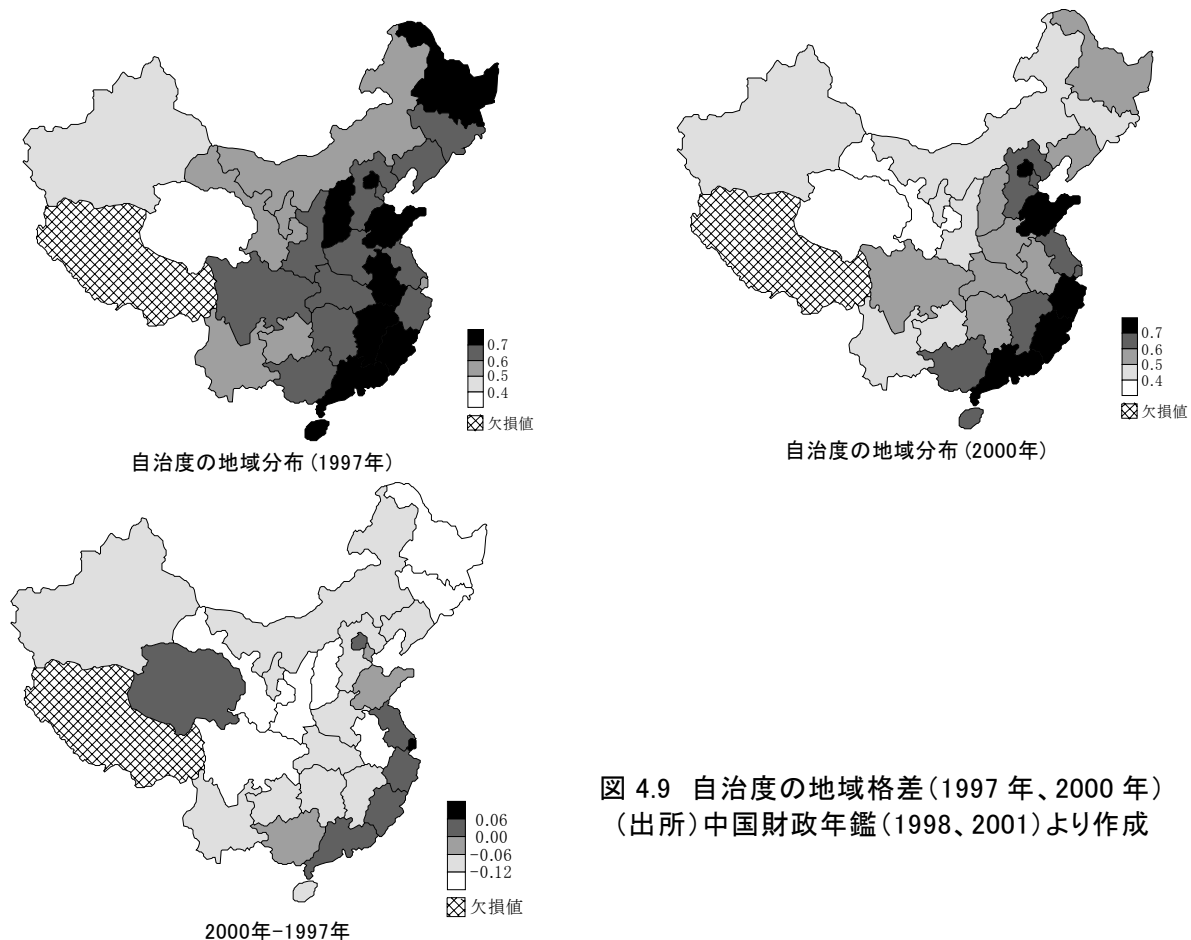 0.7
0.6
0.5
0.4
欠損値
自治度の地域分布(1997年)
0.7
0.6
0.5
0.4
欠損値
自治度の地域分布(2000年)
0.06
0.00
-0.06
-0.12
欠損値
2000年-1997年
図 4.9 自治度の地域格差(1997 年、2000 年)
(出所)中国財政年鑑(1998、2001)より作成